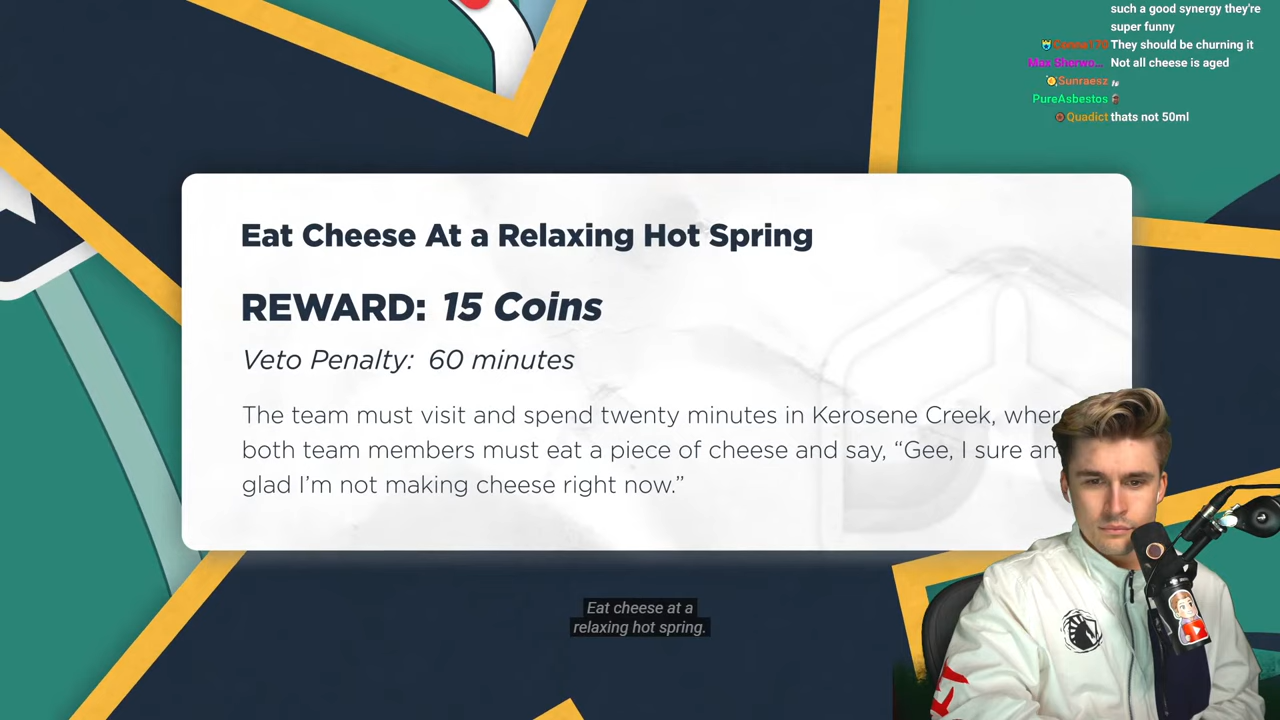 such a good synergy they're
super funny
They should be churning it
Not all cheese is aged
Sunraesz
PureAsbestos
Quadict thats not 50ml
Eat Cheese At a Relaxing Hot Spring
REWARD: 15 Coins
Veto Penalty: 60 minutes
The team must visit and spend twenty minutes in Kerosene Creek, wher
both team members must eat a piece of cheese and say, “Gee, I sure am
glad I’m not making cheese right now.”
Eat cheese at a
relaxing hot spring.